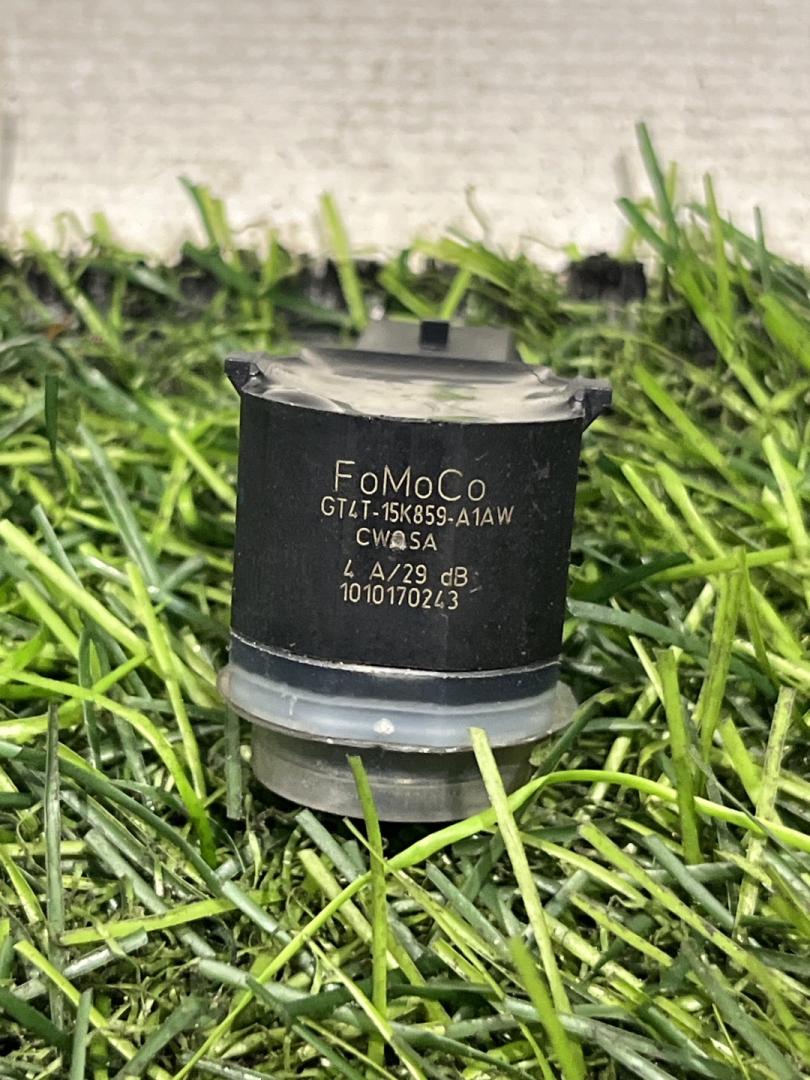 FoMoCo
GT4T-15K859-A1AW
4 A/29 dB
1010170243